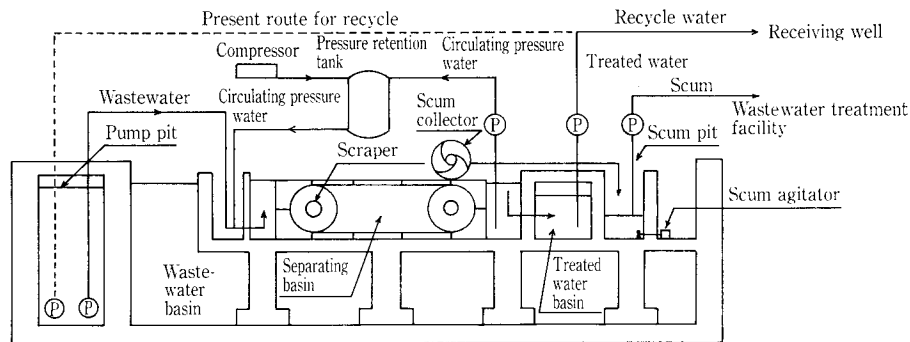 Present route for recycle
Recycle water
Receiving well
Compressor
Pressure retention
tank
Circulating pressure
water
Treated water
Scum
Wastewater
Circulating pressure
water
Scum
collector
Wastewater treatment
facility
Pump pit
Scraper
Scum pit
Scum agitator
P
P
P
P
P
Waste-
water
basin
Separating
basin
Treated
water
basin